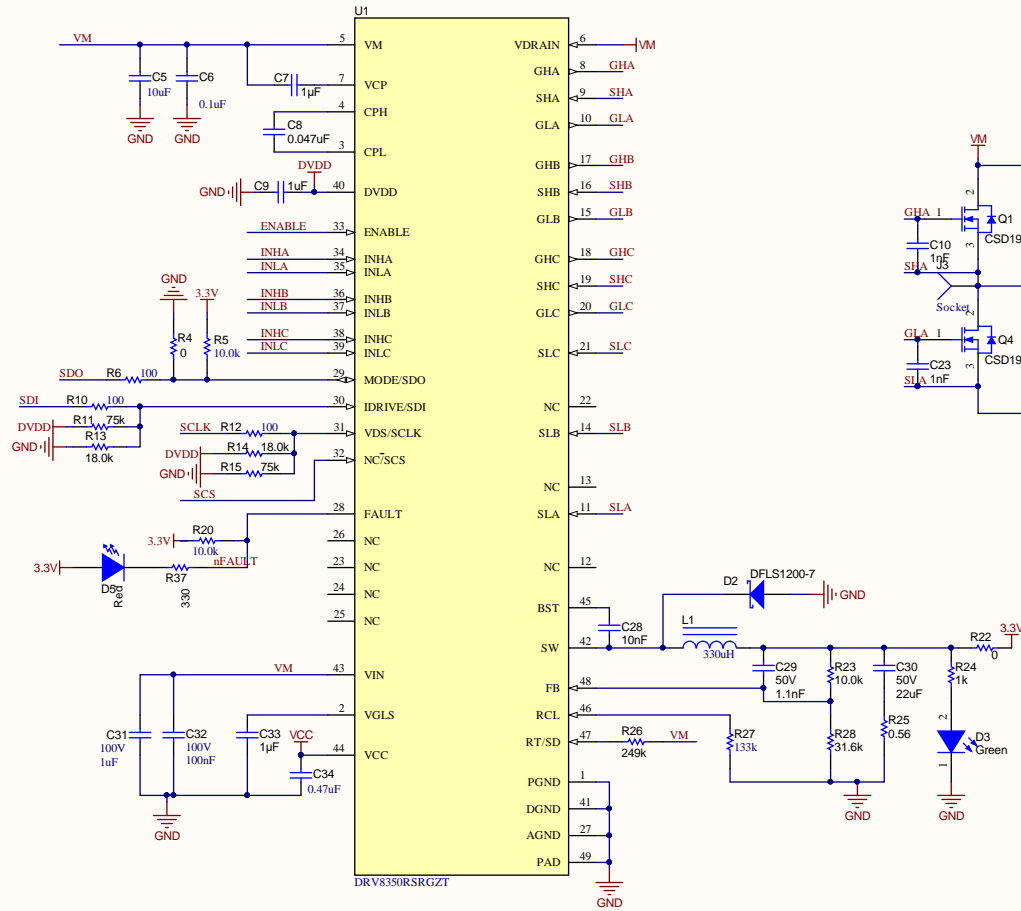 U1
VM
5
VM
C5
10uF
GND
C6
0.1uF
GND
C7
1µF
7
VCP
4
CPH
C8
0.047uF
3
CPL
DVDD
GND
C9
1uF
40
DVDD
ENABLE
33
ENABLE
INHA
34
INHA
INLA
35
INLA
INHB
36
INHB
INLB
37
INLB
INHC
38
INHC
INLC
39
INLC
GND
3.3V
R4
0
R5
10.0k
SDO
R6
100
29
MODE/SDO
SDI
R10
100
30
IDRIVE/SDI
DVDD
R11
75k
GND
R13
18.0k
SCLK
R12
100
31
VDS/SCLK
DVDD
R14
18.0k
GND
R15
75k
32
NC/SCS
SCS
28
FAULT
3.3V
R20
10.0k
nFAULT
3.3V
D5
Red
R37
330
26
NC
23
NC
24
NC
25
NC
VM
43
VIN
2
VGLS
VCC
44
VCC
C31
100V
1uF
C32
100V
100nF
C33
1µF
C34
0.47uF
GND
DRV8350RSRGZT
VDRAIN
6
VM
GHA
8
GHA
SHA
9
SHA
GLA
10
GLA
GHB
17
GHB
SHB
16
SHB
GLB
15
GLB
GHC
18
GHC
SHC
19
SHC
GLC
20
GLC
SLC
21
SLC
NC
22
SLB
14
SLB
NC
13
SLA
11
SLA
NC
12
BST
45
C28
10nF
SW
42
D2
DFLS1200-7
GND
L1
330uH
FB
48
C29
50V
1.1nF
R23
10.0k
C30
50V
22uF
R22
0
3.3V
R24
1k
RCL
46
RT/SD
47
R26
249k
VM
R27
133k
R28
31.6k
R25
0.56
2
D3
Green
1
GND
GND
PGND
1
DGND
41
AGND
27
PAD
49
GND
VM
2
GHA
1
Q1
CSD19
3
C10
1nF
SHA
J3
Socket
2
GLA
1
Q4
CSD19
3
C23
1nF
SLA